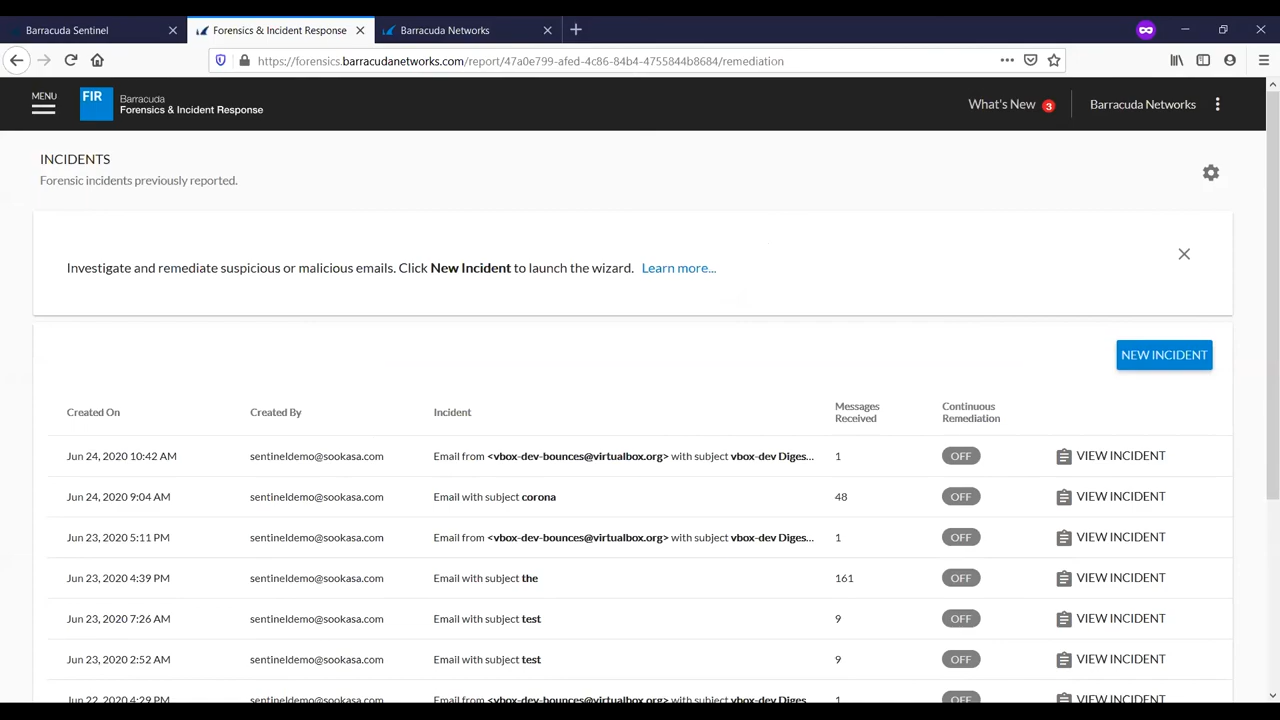 Barracuda Sentinel
Forensics & Incident Response
Barracuda Networks
https://forensics.barracudanetworks.com/report/47a0e799-afed-4c86-84b4-4755844b8684/remediation
MENU
FIR
Barracuda
Forensics & Incident Response
What's New 3
Barracuda Networks
INCIDENTS
Forensic incidents previously reported.
Investigate and remediate suspicious or malicious emails. Click New Incident to launch the wizard. Learn more...
NEW INCIDENT
Created On Created By Incident Messages Received Continuous Remediation
Jun 24, 2020 10:42 AM sentineldemo@sookasa.com Email from <vbox-dev-bounces@virtualbox.org> with subject vbox-dev Diges... 1 OFF VIEW INCIDENT
Jun 24, 2020 9:04 AM sentineldemo@sookasa.com Email with subject corona 48 OFF VIEW INCIDENT
Jun 23, 2020 5:11 PM sentineldemo@sookasa.com Email from <vbox-dev-bounces@virtualbox.org> with subject vbox-dev Diges... 1 OFF VIEW INCIDENT
Jun 23, 2020 4:39 PM sentineldemo@sookasa.com Email with subject the 161 OFF VIEW INCIDENT
Jun 23, 2020 7:26 AM sentineldemo@sookasa.com Email with subject test 9 OFF VIEW INCIDENT
Jun 23, 2020 2:52 AM sentineldemo@sookasa.com Email with subject test 9 OFF VIEW INCIDENT
Jun 22, 2020 4:29 PM sentineldemo@sookasa.com Email from <vbox-dev-bounces@virtualbox.org> with subject vbox-dev Diges... 1 OFF VIEW INCIDENT